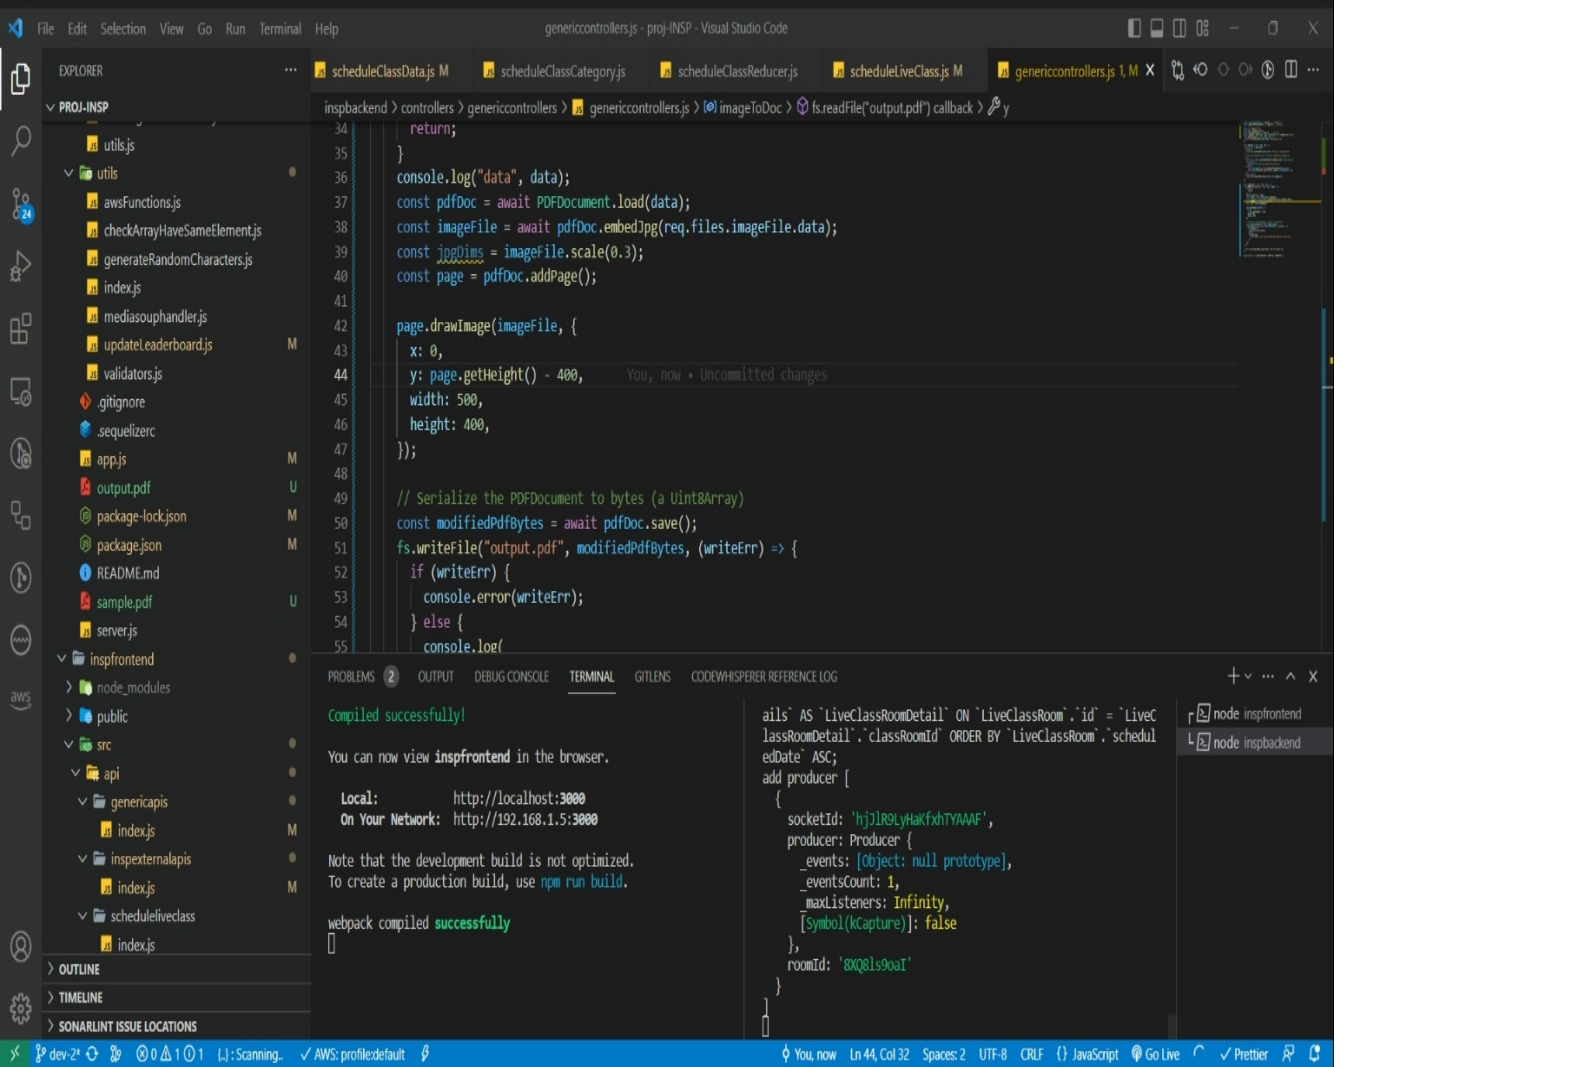 File Edit Selection View Go Run Terminal Help
genericcontrollers.js - proj-INSP - Visual Studio Code
EXPLORER
scheduleClassData.js M
scheduleClassCategory.js
scheduleClassReducer.js
scheduleLiveClass.js M
genericcontrollers.js 1, M
PROJ-INSP
utils.js
utils
awsFunctions.js
checkArrayHaveSameElement.js
generateRandomCharacters.js
index.js
mediasouphandler.js
updateLeaderboard.js M
validators.js
.gitignore
.sequelizerc
app.js M
output.pdf U
package-lock.json M
package.json M
README.md
sample.pdf U
server.js
inspfrontend
node_modules
public
src
api
genericapis
index.js M
inspexternalapis
index.js M
scheduleliveclass
index.js
OUTLINE
TIMELINE
SONARLINT ISSUE LOCATIONS
24
aws
inspbackend > controllers > genericcontrollers > genericcontrollers.js > imageToDoc > fs.readFile("output.pdf") callback > y
34 return;
35 }
36 console.log("data", data);
37 const pdfDoc = await PDFDocument.load(data);
38 const imageFile = await pdfDoc.embedJpg(req.files.imageFile.data);
39 const jpgDims = imageFile.scale(0.3);
40 const page = pdfDoc.addPage();
41
42 page.drawImage(imageFile, {
43 x: 0,
44 y: page.getHeight() - 400, You, now • Uncommitted changes
45 width: 500,
46 height: 400,
47 });
48
49 // Serialize the PDFDocument to bytes (a Uint8Array)
50 const modifiedPdfBytes = await pdfDoc.save();
51 fs.writeFile("output.pdf", modifiedPdfBytes, (writeErr) => {
52 if (writeErr) {
53 console.error(writeErr);
54 } else {
55 console.log(
PROBLEMS 2 OUTPUT DEBUG CONSOLE TERMINAL GITLENS CODEWHISPERER REFERENCE LOG
Compiled successfully!
You can now view inspfrontend in the browser.
Local: http://localhost:3000
On Your Network: http://192.168.1.5:3000
Note that the development build is not optimized.
To create a production build, use npm run build.
webpack compiled successfully
ails` AS `LiveClassRoomDetail` ON `LiveClassRoom`.`id` = `LiveC
lassRoomDetail`.`classRoomId` ORDER BY `LiveClassRoom`.`schedul
edDate` ASC;
add producer [
{
socketId: 'hjJlR9LyHaKfxhTYAAAF',
producer: Producer {
_events: [Object: null prototype],
_eventsCount: 1,
_maxListeners: Infinity,
[Symbol(kCapture)]: false
},
roomId: '8XQ8ls9oaI'
}
]
node inspfrontend
node inspbackend
dev-2* 0 1 1 {..} : Scanning.. AWS: profile:default
You, now Ln 44, Col 32 Spaces: 2 UTF-8 CRLF {} JavaScript Go Live Prettier